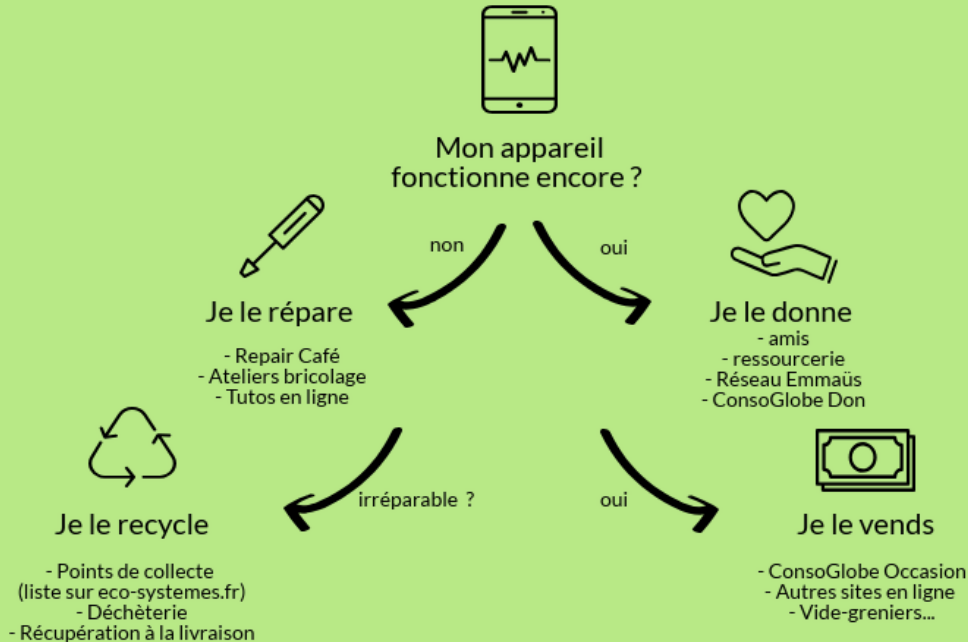 Mon appareil
fonctionne encore ?
non
oui
Je le répare
- Repair Café
- Ateliers bricolage
- Tutos en ligne
Je le donne
- amis
- ressourcerie
- Réseau Emmaüs
- ConsoGlobe Don
irréparable ?
oui
Je le recycle
- Points de collecte
(liste sur eco-systemes.fr)
- Déchèterie
- Récupération à la livraison
Je le vends
- ConsoGlobe Occasion
- Autres sites en ligne
- Vide-greniers...